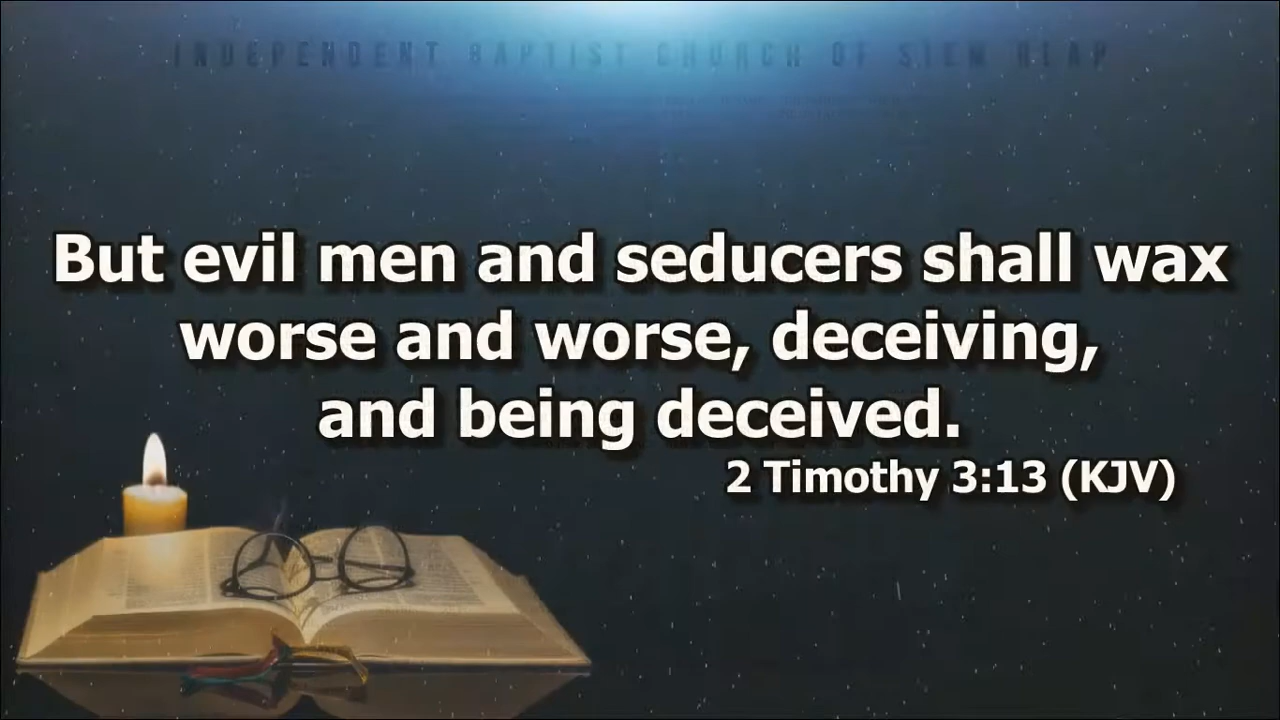 INDEPENDENT BAPTIST CHURCH OF SIEM REAP
But evil men and seducers shall wax
worse and worse, deceiving,
and being deceived.
2 Timothy 3:13 (KJV)